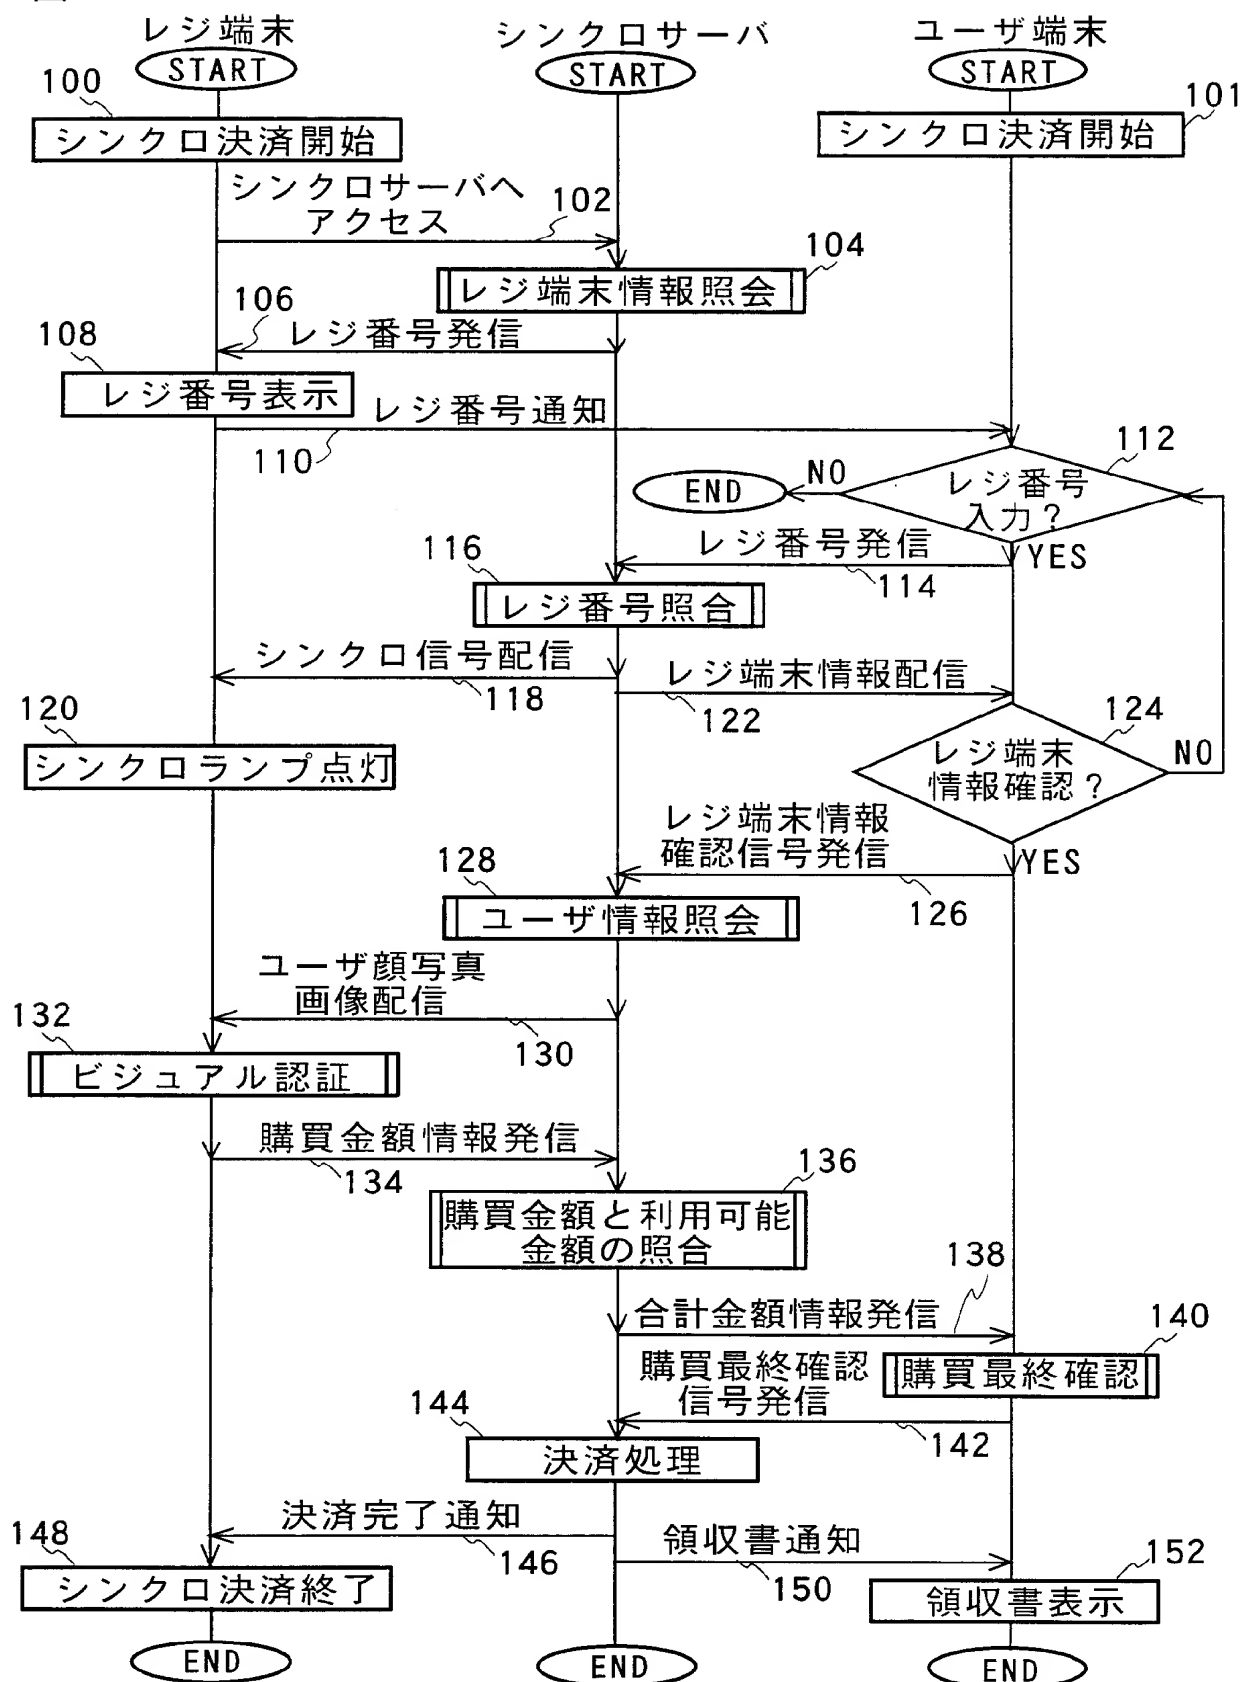 レジ端末
シンクロサーバ
ユーザ端末
START
START
START
100
101
シンクロ決済開始
シンクロ決済開始
シンクロサーバへ
アクセス
102
104
レジ端末情報照会
106
レジ番号発信
108
レジ番号表示
レジ番号通知
110
112
レジ番号
入力?
NO
END
YES
レジ番号発信
114
116
レジ番号照合
シンクロ信号配信
118
レジ端末情報配信
122
120
シンクロランプ点灯
124
レジ端末
情報確認?
NO
YES
レジ端末情報
確認信号発信
126
128
ユーザ情報照会
ユーザ顔写真
画像配信
130
132
ビジュアル認証
購買金額情報発信
134
136
購買金額と利用可能
金額の照合
138
合計金額情報発信
140
購買最終確認
購買最終確認
信号発信
142
144
決済処理
決済完了通知
146
148
シンクロ決済終了
領収書通知
150
152
領収書表示
END
END
END